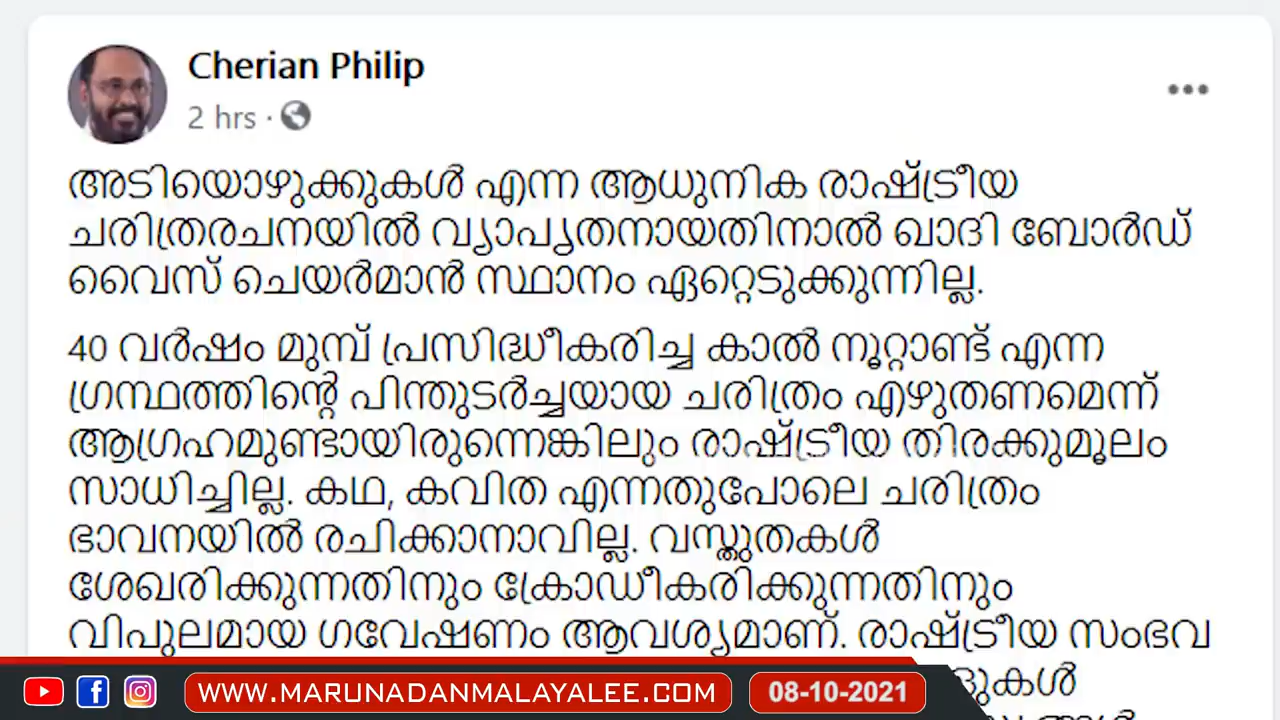 Cherian Philip
2 hrs ·
അടിയൊഴുക്കുകൾ എന്ന ആധുനിക രാഷ്ട്രീയ
ചരിത്രരചനയിൽ വ്യാപൃതനായതിനാൽ ഖാദി ബോർഡ്
വൈസ് ചെയർമാൻ സ്ഥാനം ഏറ്റെടുക്കുന്നില്ല.
40 വർഷം മുമ്പ് പ്രസിദ്ധീകരിച്ച കാൽ നൂറ്റാണ്ട് എന്ന
ഗ്രന്ഥത്തിന്റെ പിന്തുടർച്ചയായ ചരിത്രം എഴുതണമെന്ന്
ആഗ്രഹമുണ്ടായിരുന്നെങ്കിലും രാഷ്ട്രീയ തിരക്കുമൂലം
സാധിച്ചില്ല. കഥ, കവിത എന്നതുപോലെ ചരിത്രം
ഭാവനയിൽ രചിക്കാനാവില്ല. വസ്തുതകൾ
ശേഖരിക്കുന്നതിനും ക്രോഡീകരിക്കുന്നതിനും
വിപുലമായ ഗവേഷണം ആവശ്യമാണ്. രാഷ്ട്രീയ സംഭവ
WWW.MARUNADANMALAYALEE.COM
08-10-2021